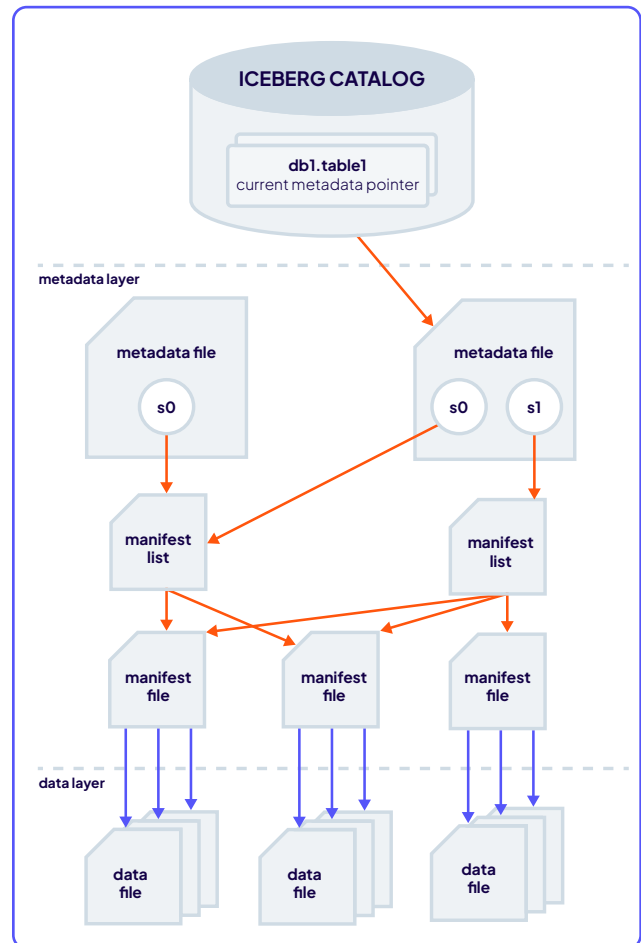 ICEBERG CATALOG
db1.table1
current metadata pointer
metadata layer
metadata file
s0
metadata file
s0
s1
manifest
list
manifest
list
manifest
file
manifest
file
manifest
file
data layer
data
file
data
file
data
file